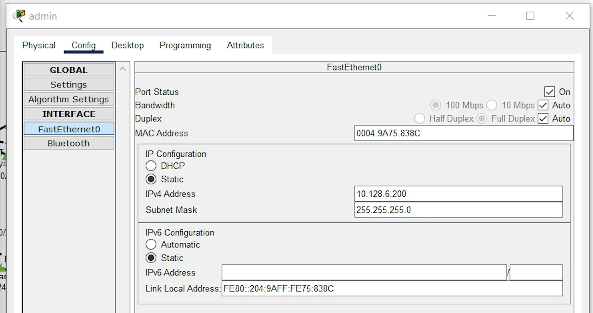 admin
Physical Config Desktop Programming Attributes
GLOBAL
Settings
Algorithm Settings
INTERFACE
FastEthernet0
Bluetooth
FastEthernet0
Port Status On
Bandwidth 100 Mbps 10 Mbps Auto
Duplex Half Duplex Full Duplex Auto
MAC Address 0004.9A75.838C
IP Configuration
DHCP
Static
IPv4 Address 10.128.6.200
Subnet Mask 255.255.255.0
IPv6 Configuration
Automatic
Static
IPv6 Address /
Link Local Address: FE80::204:9AFF:FE75:838C